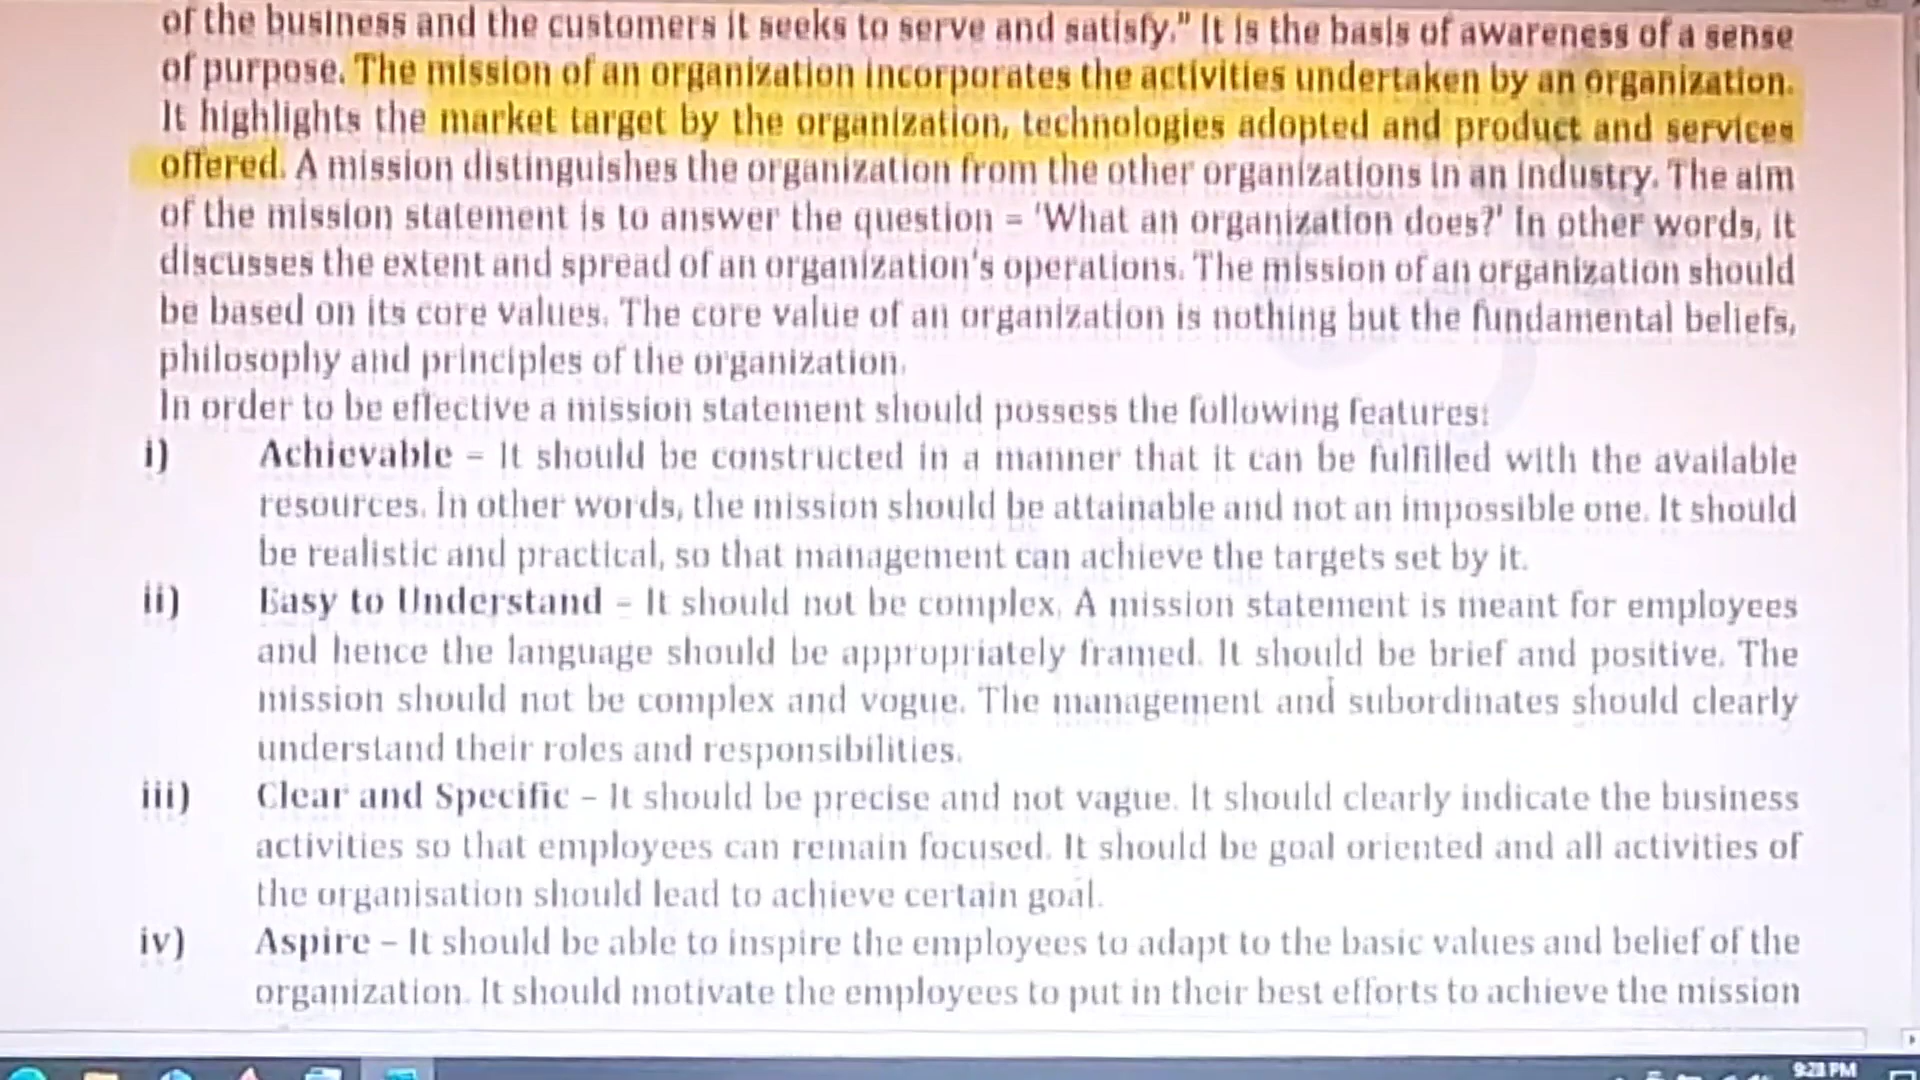 of the business and the customers it seeks to serve and satisfy." It is the basis of awareness of a sense
of purpose. The mission of an organization incorporates the activities undertaken by an organization.
It highlights the market target by the organization, technologies adopted and product and services
offered. A mission distinguishes the organization from the other organizations in an industry. The aim
of the mission statement is to answer the question – 'What an organization does?' In other words, it
discusses the extent and spread of an organization's operations. The mission of an organization should
be based on its core values. The core value of an organization is nothing but the fundamental beliefs,
philosophy and principles of the organization.
In order to be effective a mission statement should possess the following features:
i) Achievable – It should be constructed in a manner that it can be fulfilled with the available
resources. In other words, the mission should be attainable and not an impossible one. It should
be realistic and practical, so that management can achieve the targets set by it.
ii) Easy to Understand – It should not be complex. A mission statement is meant for employees
and hence the language should be appropriately framed. It should be brief and positive. The
mission should not be complex and vogue. The management and subordinates should clearly
understand their roles and responsibilities.
iii) Clear and Specific – It should be precise and not vague. It should clearly indicate the business
activities so that employees can remain focused. It should be goal oriented and all activities of
the organisation should lead to achieve certain goal.
iv) Aspire – It should be able to inspire the employees to adapt to the basic values and belief of the
organization. It should motivate the employees to put in their best efforts to achieve the mission
9:23 PM